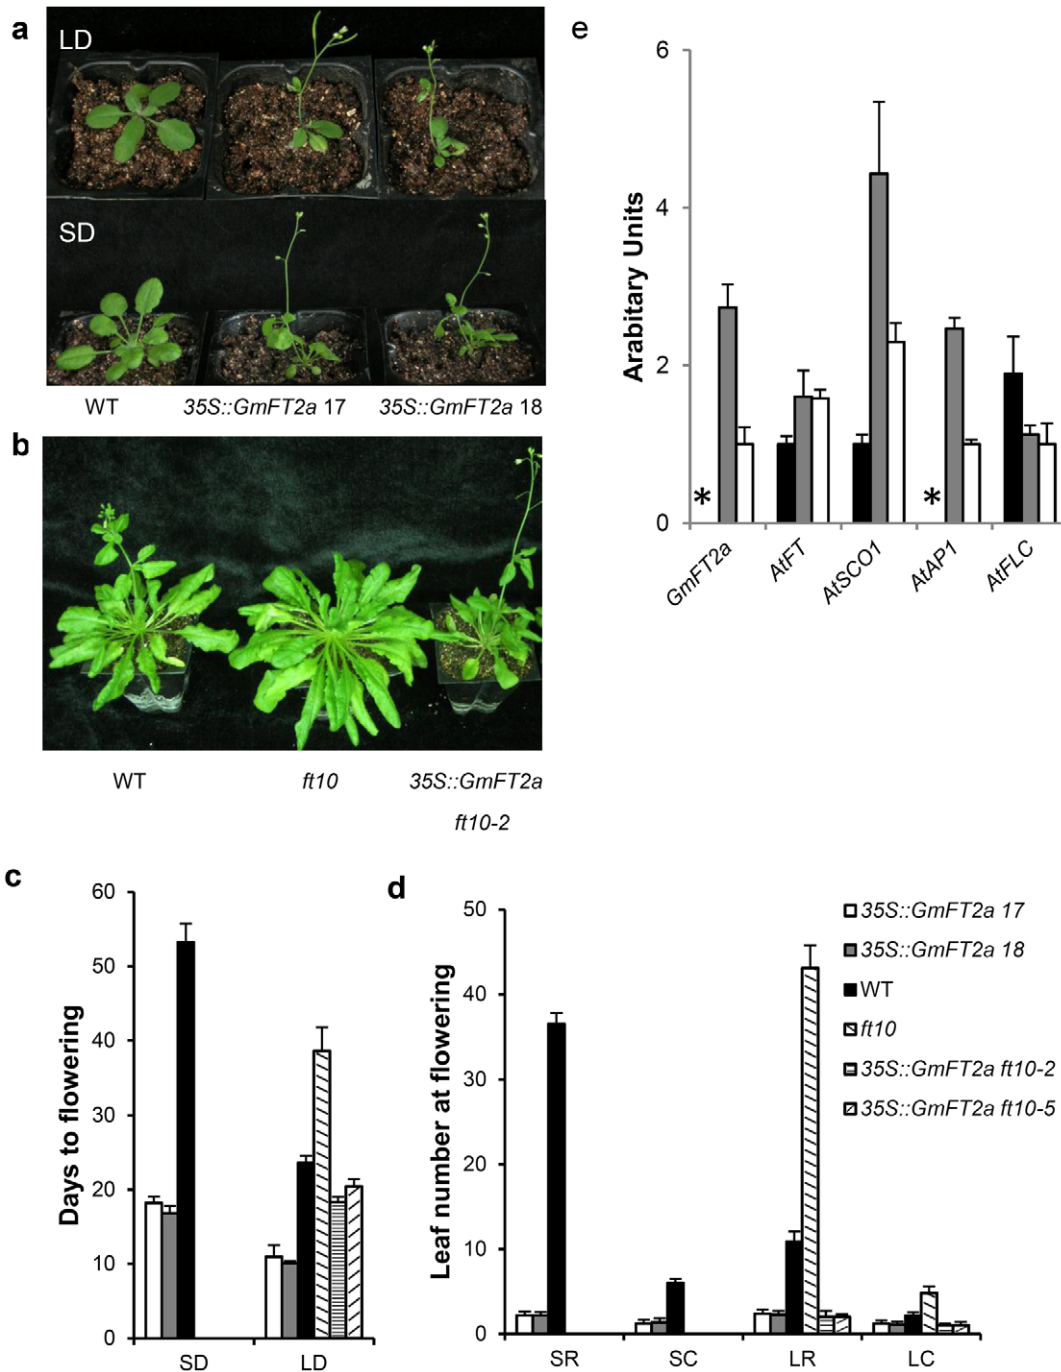 a
LD
SD
WT
35S::GmFT2a 17
35S::GmFT2a 18
b
WT
ft10
35S::GmFT2a
ft10-2
c
Days to flowering
60
50
40
30
20
10
0
SD
LD
d
Leaf number at flowering
50
40
30
20
10
0
SR
SC
LR
LC
35S::GmFT2a 17
35S::GmFT2a 18
WT
ft10
35S::GmFT2a ft10-2
35S::GmFT2a ft10-5
e
Arabitary Units
6
4
2
0
*
*
GmFT2a
AtFT
AtSCO1
AtAP1
AtFLC